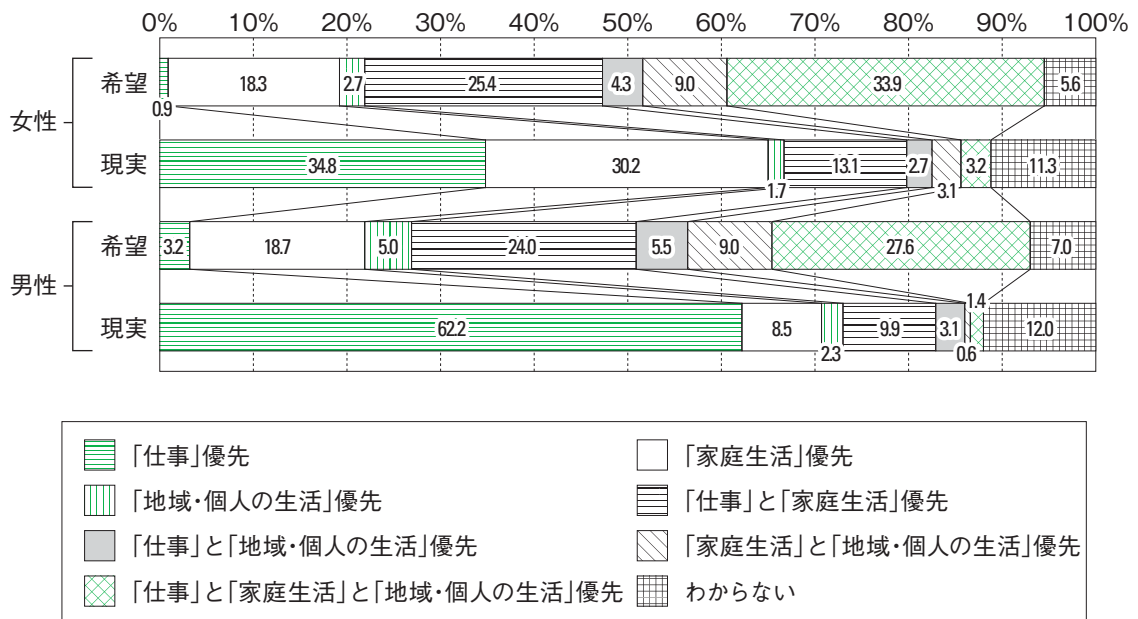 0% 10% 20% 30% 40% 50% 60% 70% 80% 90% 100%
女性
希望
0.9 18.3 2.7 25.4 4.3 9.0 33.9 5.6
現実
34.8 30.2 1.7 13.1 2.7 3.1 3.2 11.3
男性
希望
3.2 18.7 5.0 24.0 5.5 9.0 27.6 7.0
現実
62.2 8.5 2.3 9.9 3.1 0.6 1.4 12.0
「仕事」優先
「家庭生活」優先
「地域・個人の生活」優先
「仕事」と「家庭生活」優先
「仕事」と「地域・個人の生活」優先
「家庭生活」と「地域・個人の生活」優先
「仕事」と「家庭生活」と「地域・個人の生活」優先
わからない